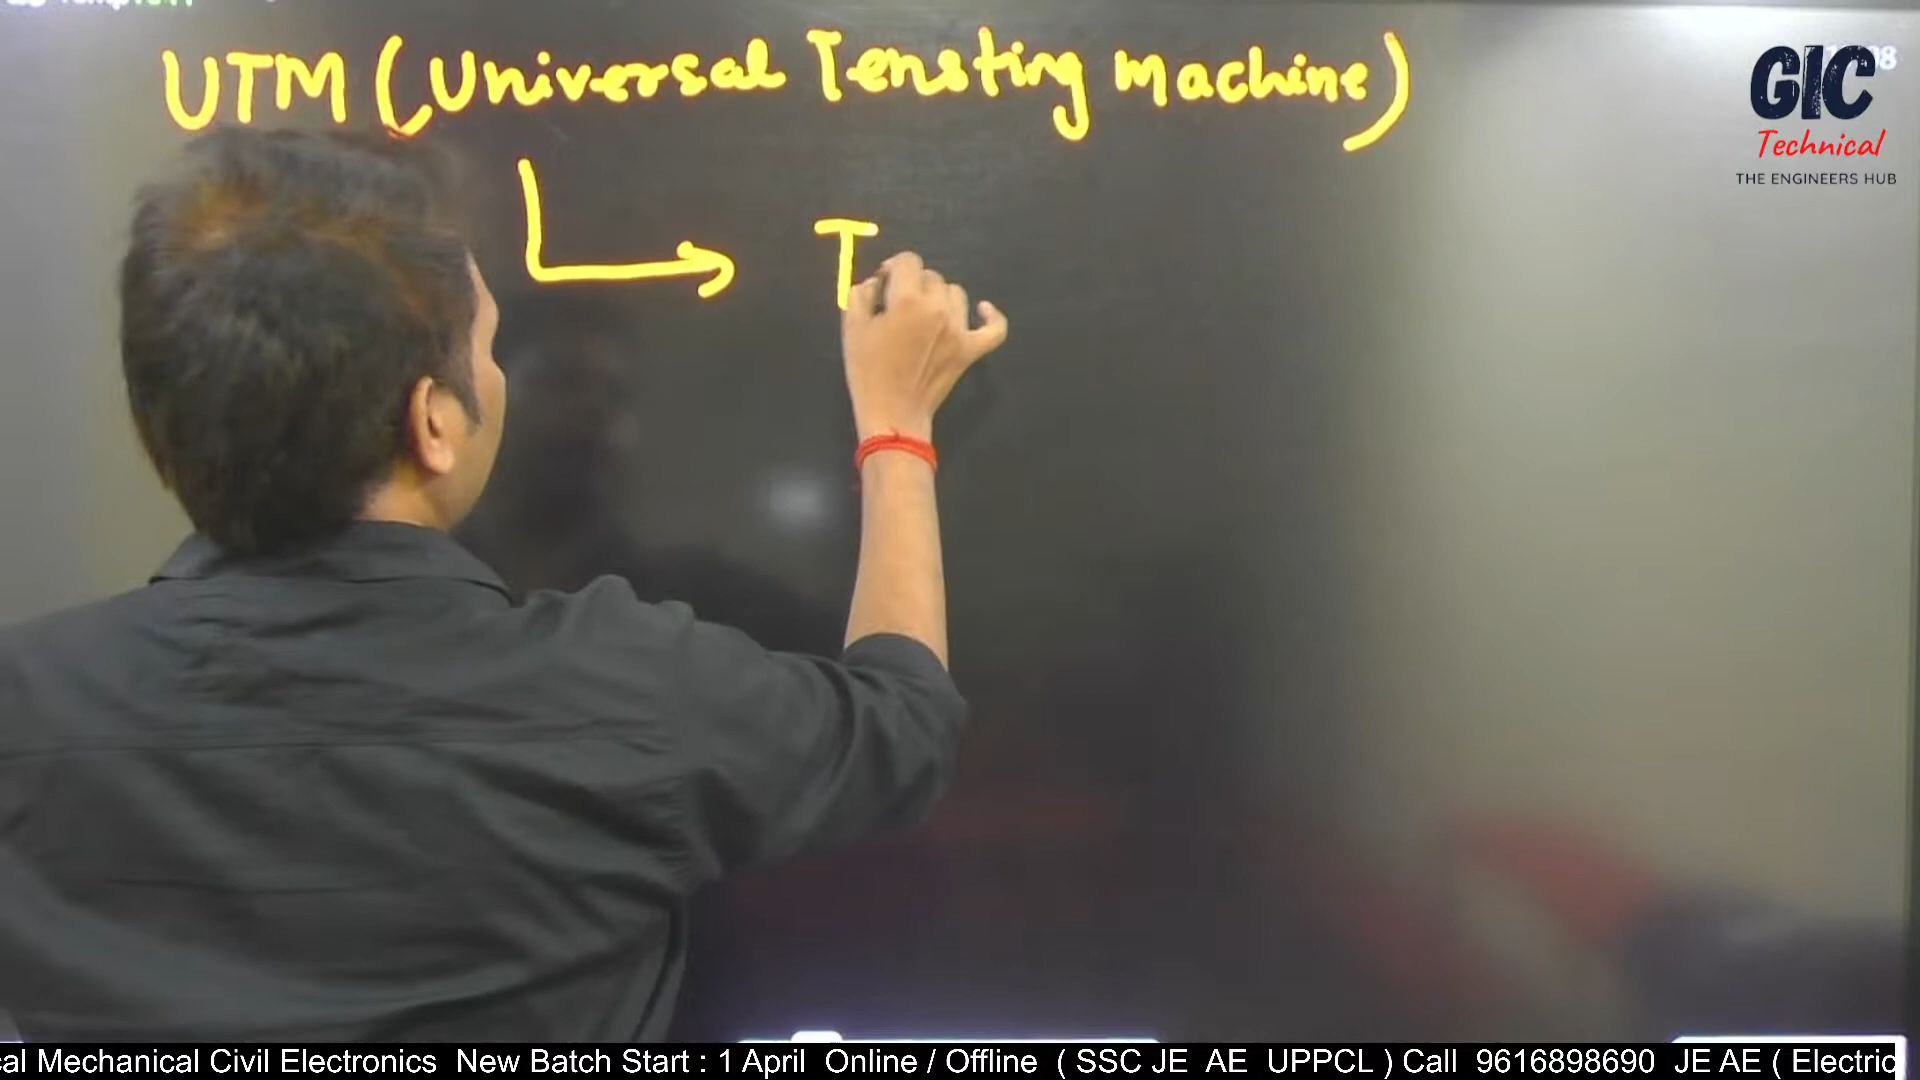 UTM (Universal Tensting Machine)
T
GIC
Technical
THE ENGINEERS HUB
Mechanical Civil Electronics New Batch Start : 1 April Online / Offline ( SSC JE AE UPPCL ) Call 9616898690 JE AE ( Electric